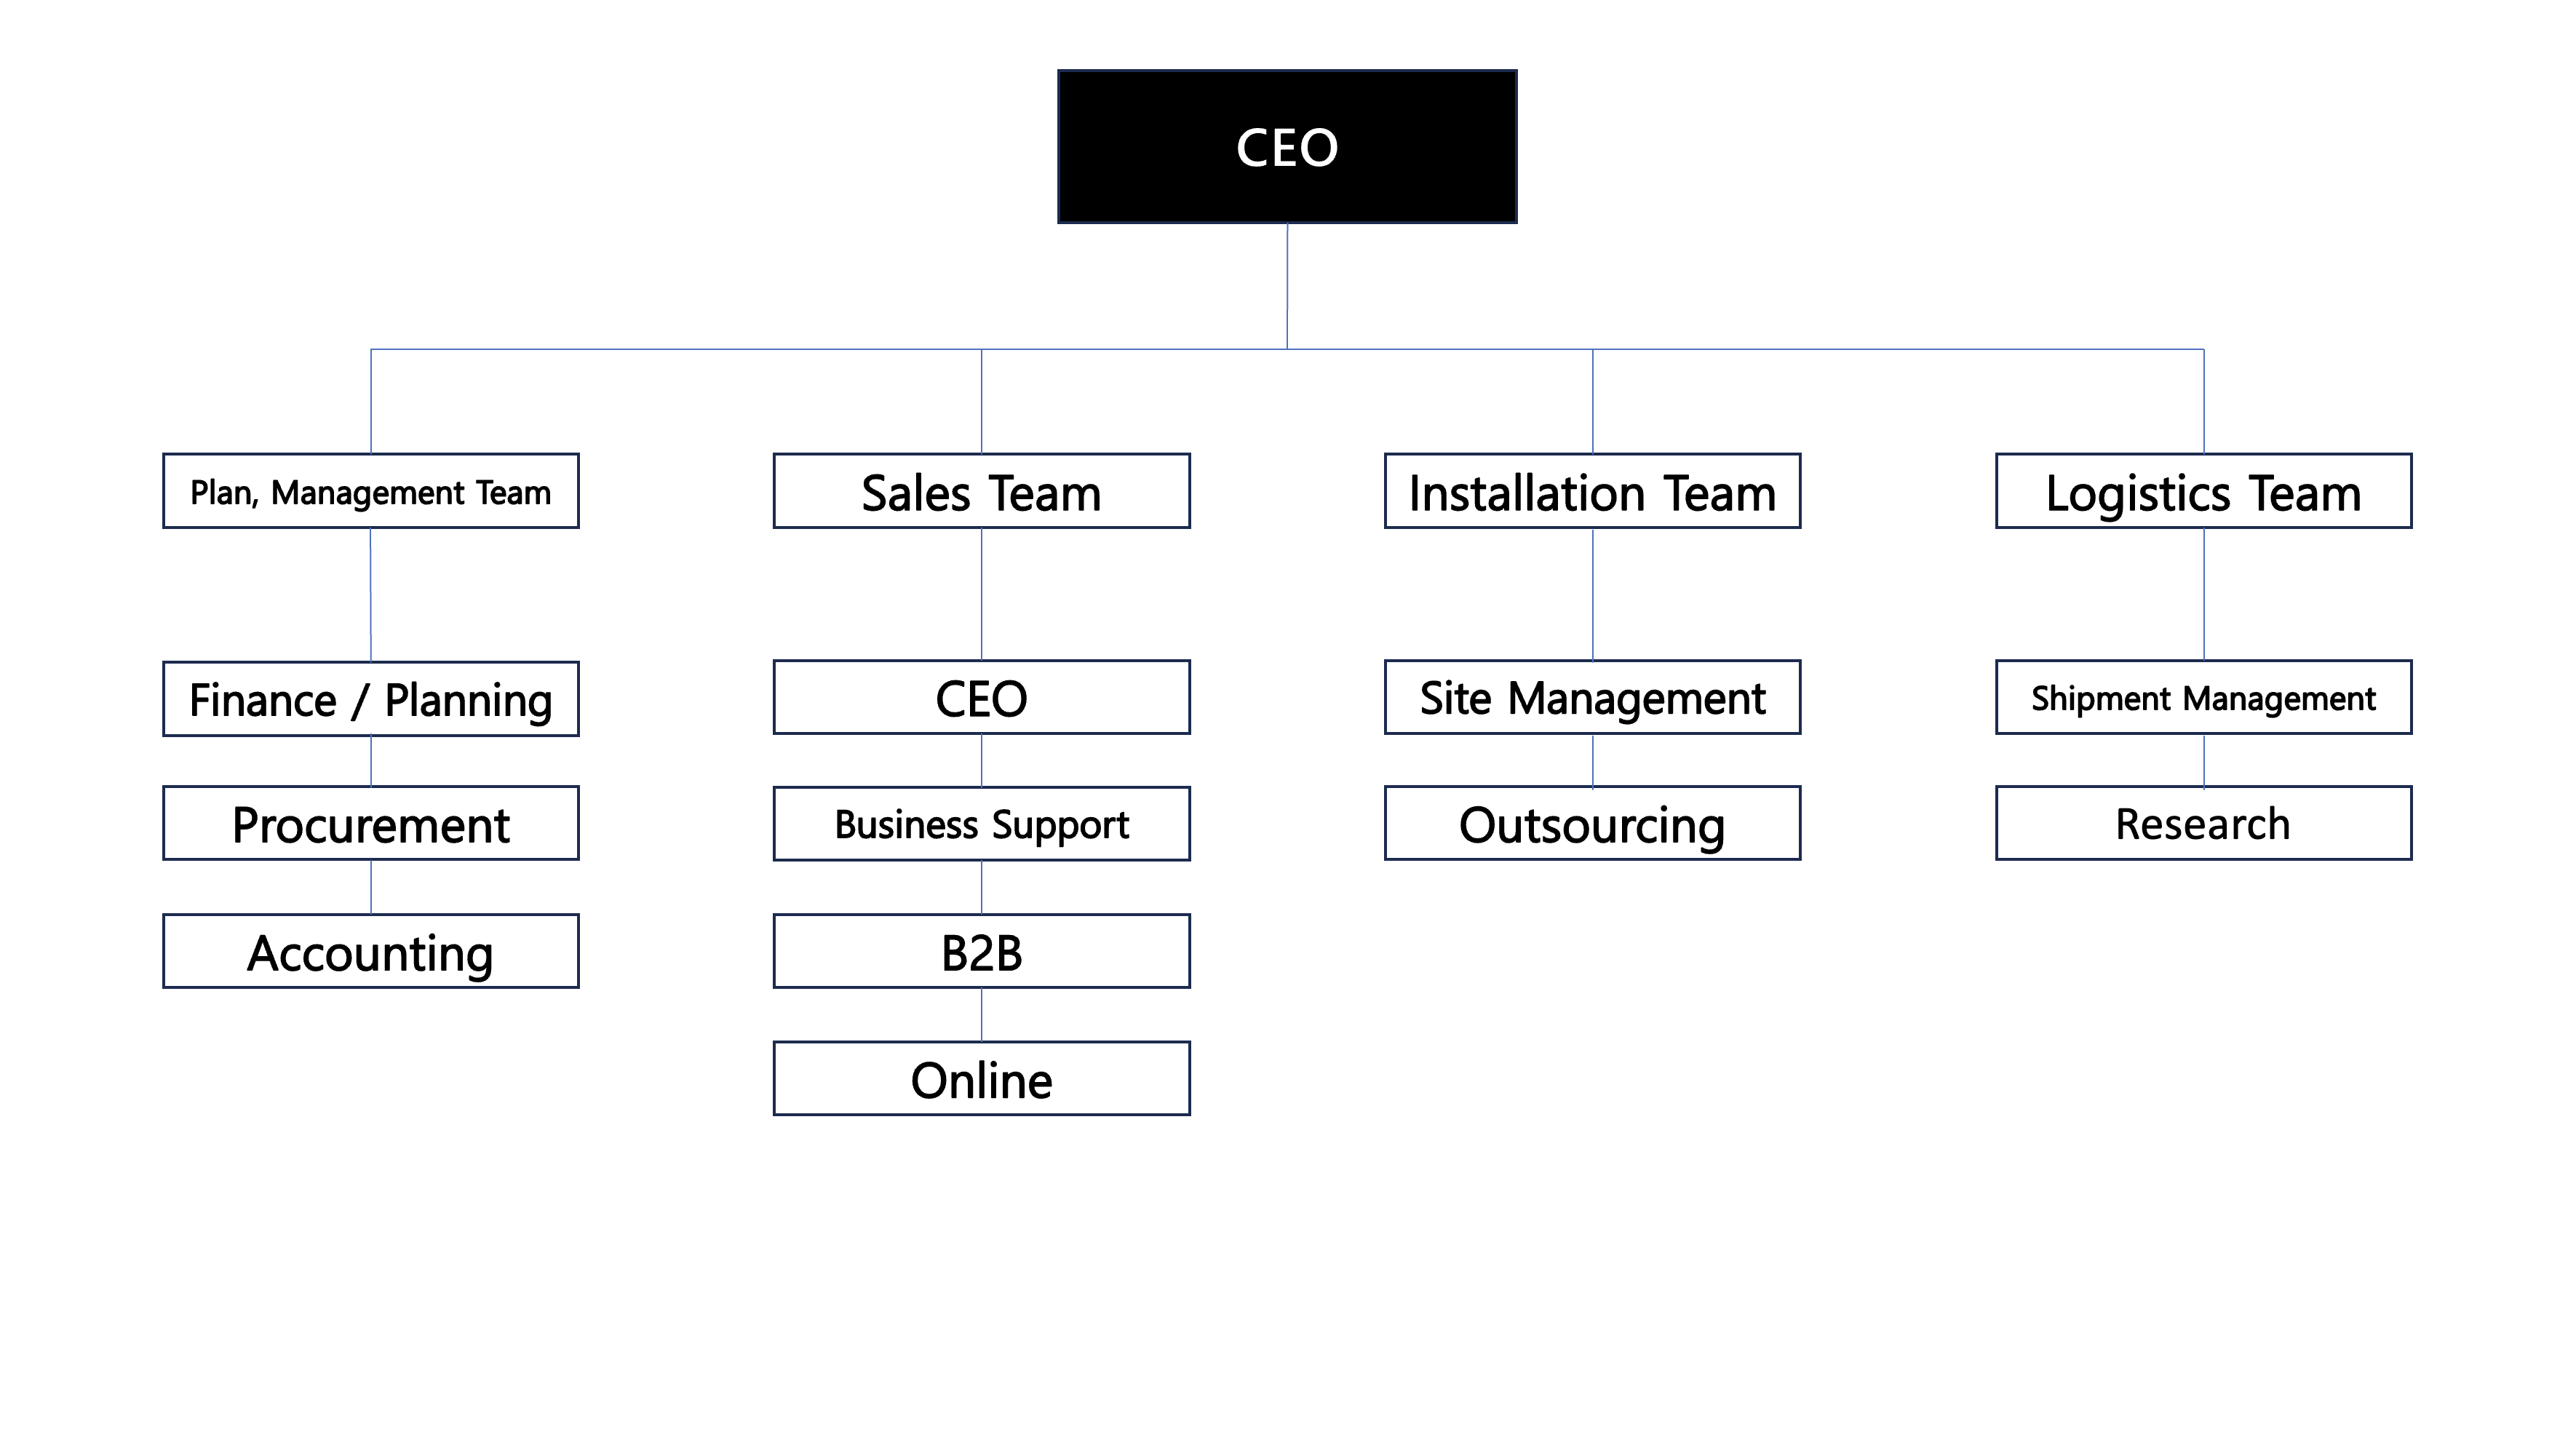 CEO
Plan, Management Team
Sales Team
Installation Team
Logistics Team
Finance / Planning
CEO
Site Management
Shipment Management
Procurement
Business Support
Outsourcing
Research
Accounting
B2B
Online